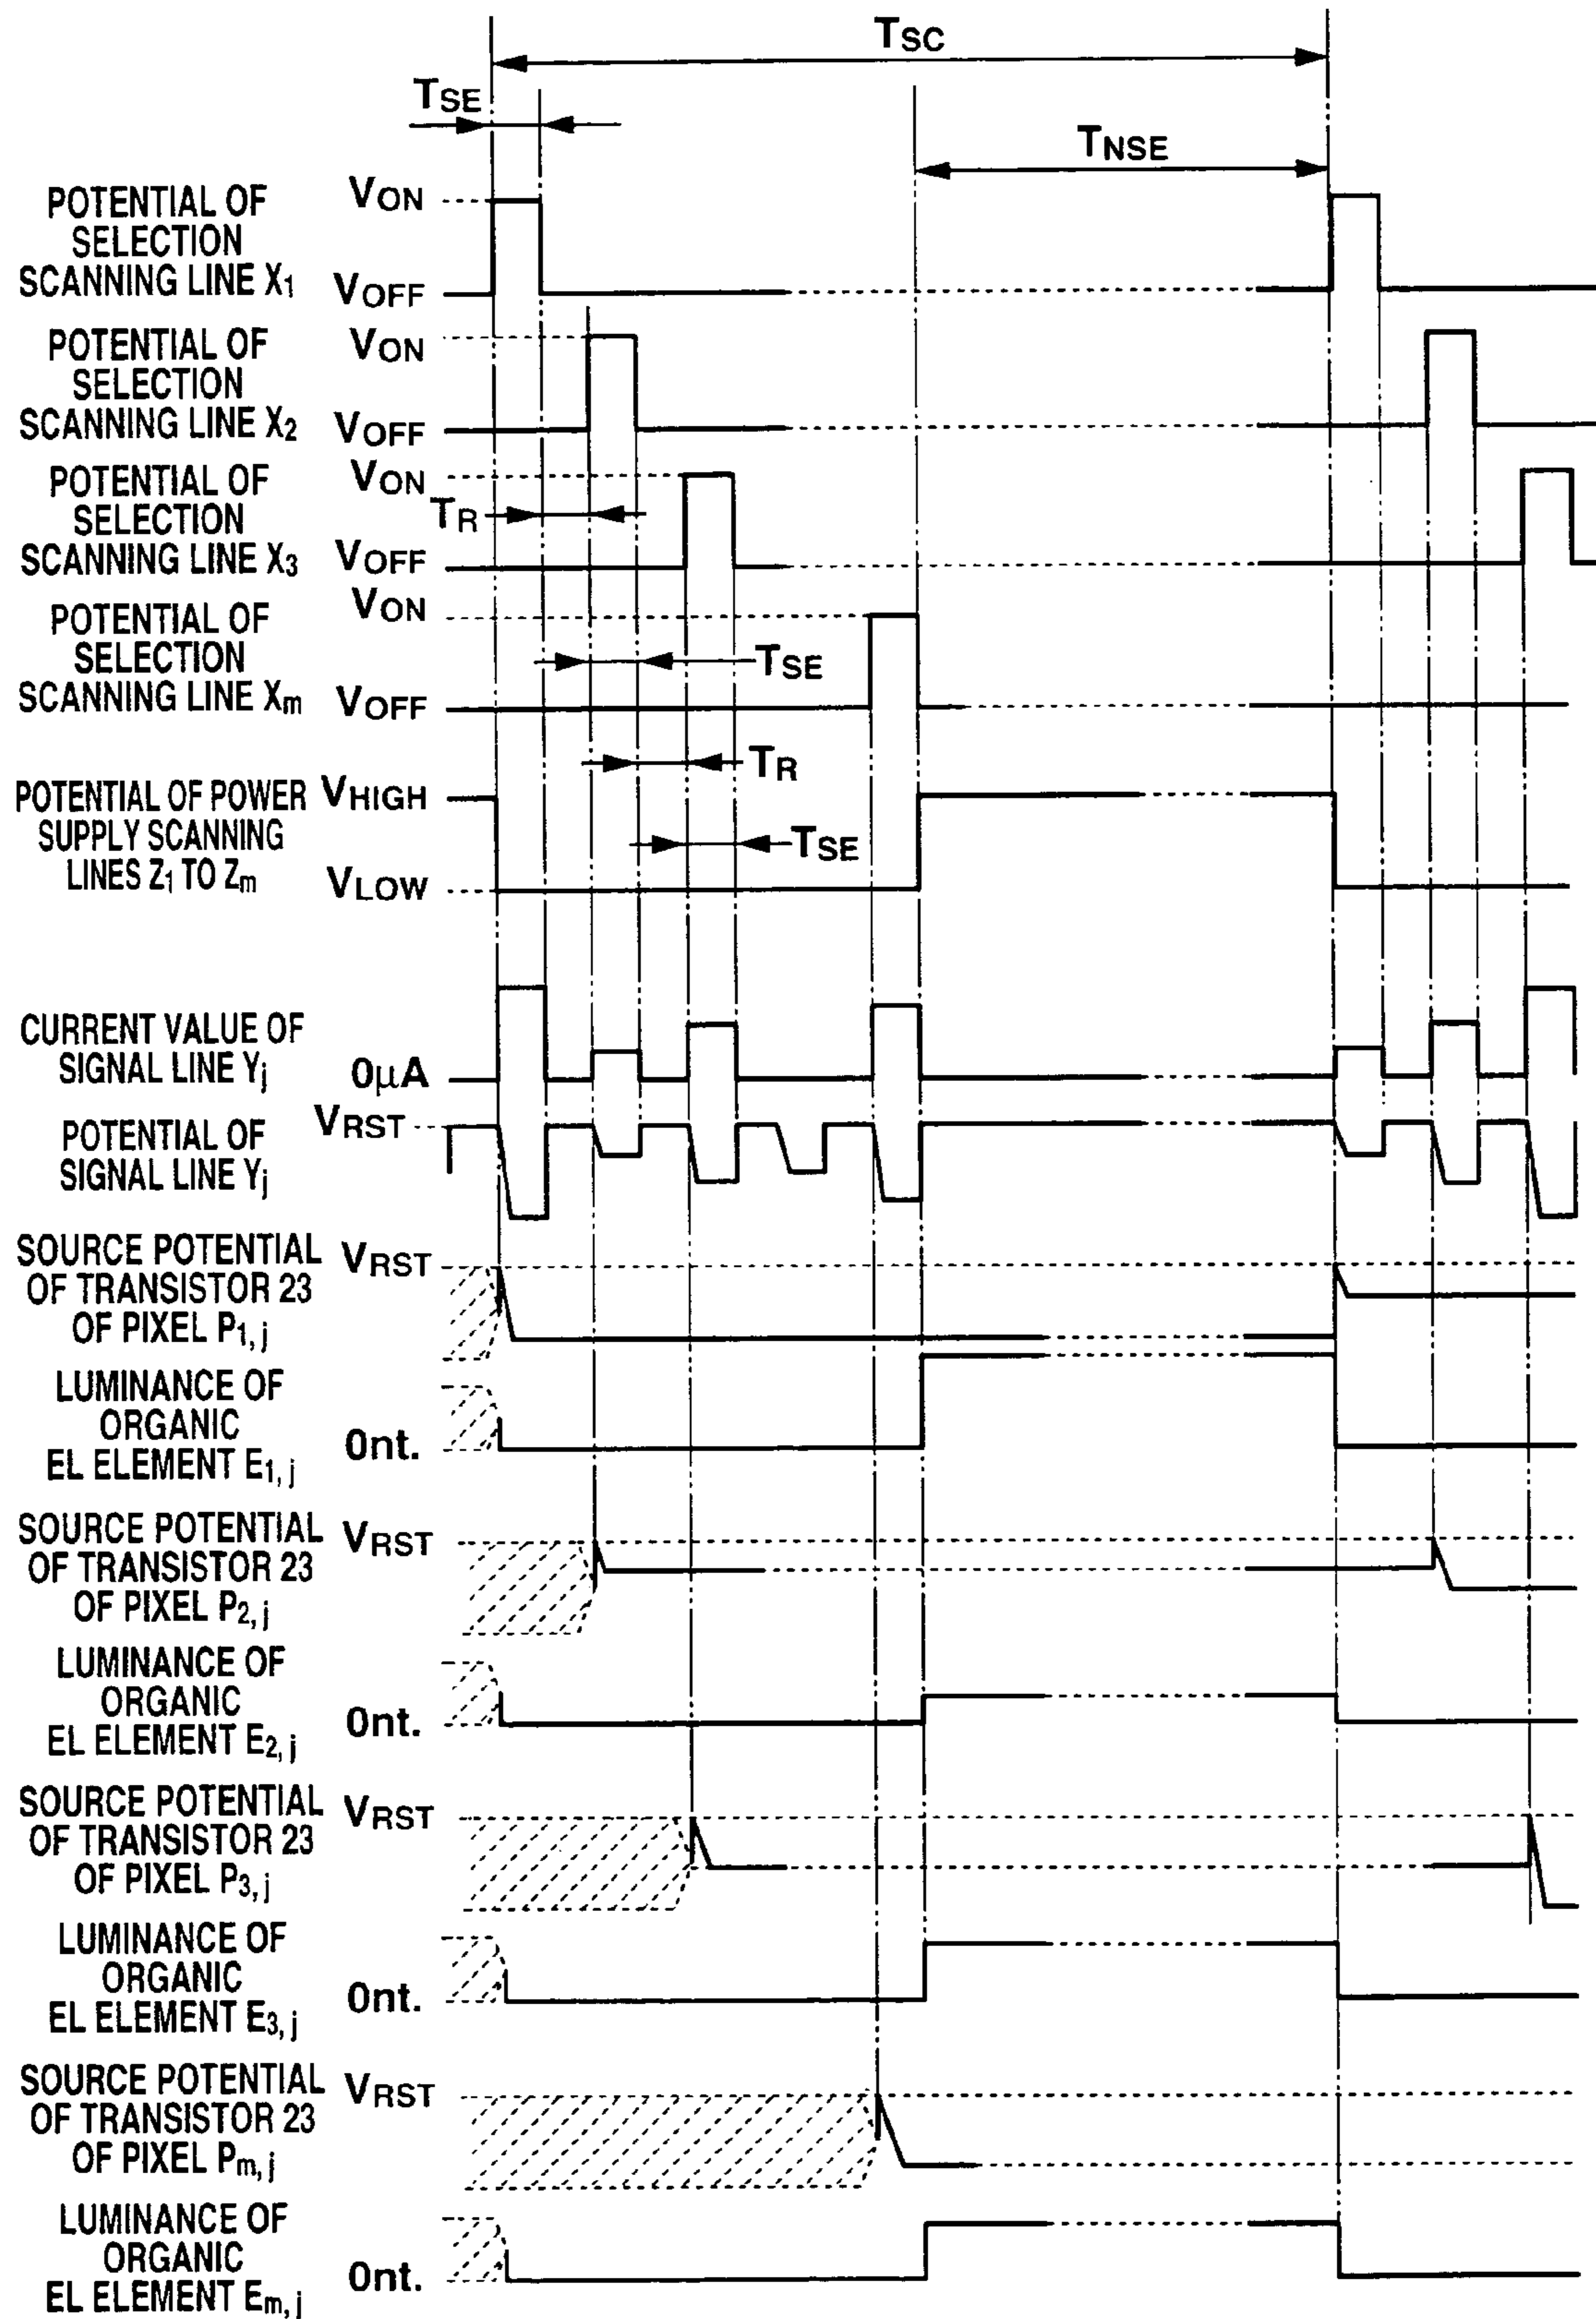 TSC
TSE
TNSE
POTENTIAL OF
SELECTION
SCANNING LINE X1
VON
VOFF
POTENTIAL OF
SELECTION
SCANNING LINE X2
VON
VOFF
POTENTIAL OF
SELECTION
SCANNING LINE X3
VON
TR
VOFF
POTENTIAL OF
SELECTION
SCANNING LINE Xm
VON
TSE
VOFF
TR
POTENTIAL OF POWER
SUPPLY SCANNING
LINES Z1 TO Zm
VHIGH
TSE
VLOW
CURRENT VALUE OF
SIGNAL LINE Yj
0μA
POTENTIAL OF
SIGNAL LINE Yj
VRST
SOURCE POTENTIAL
OF TRANSISTOR 23
OF PIXEL P1, j
VRST
LUMINANCE OF
ORGANIC
EL ELEMENT E1, j
0nt.
SOURCE POTENTIAL
OF TRANSISTOR 23
OF PIXEL P2, j
VRST
LUMINANCE OF
ORGANIC
EL ELEMENT E2, j
0nt.
SOURCE POTENTIAL
OF TRANSISTOR 23
OF PIXEL P3, j
VRST
LUMINANCE OF
ORGANIC
EL ELEMENT E3, j
0nt.
SOURCE POTENTIAL
OF TRANSISTOR 23
OF PIXEL Pm, j
VRST
LUMINANCE OF
ORGANIC
EL ELEMENT Em, j
0nt.